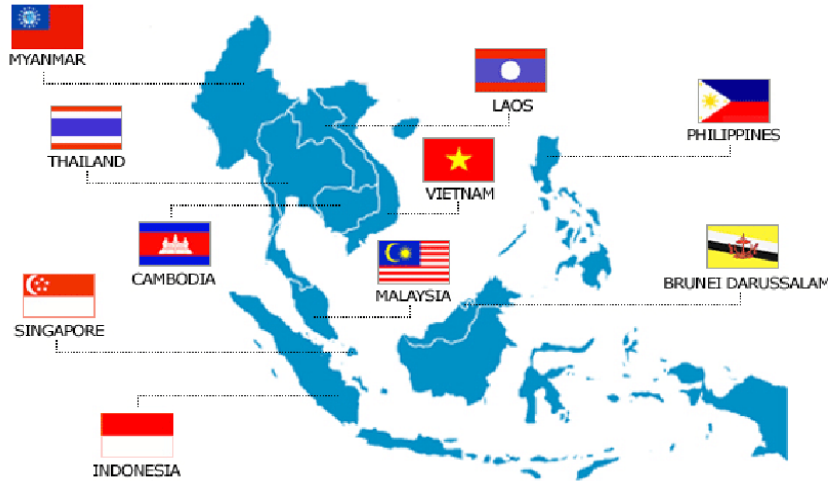 MYANMAR
LAOS
PHILIPPINES
THAILAND
VIETNAM
CAMBODIA
MALAYSIA
BRUNEI DARUSSALAM
SINGAPORE
INDONESIA